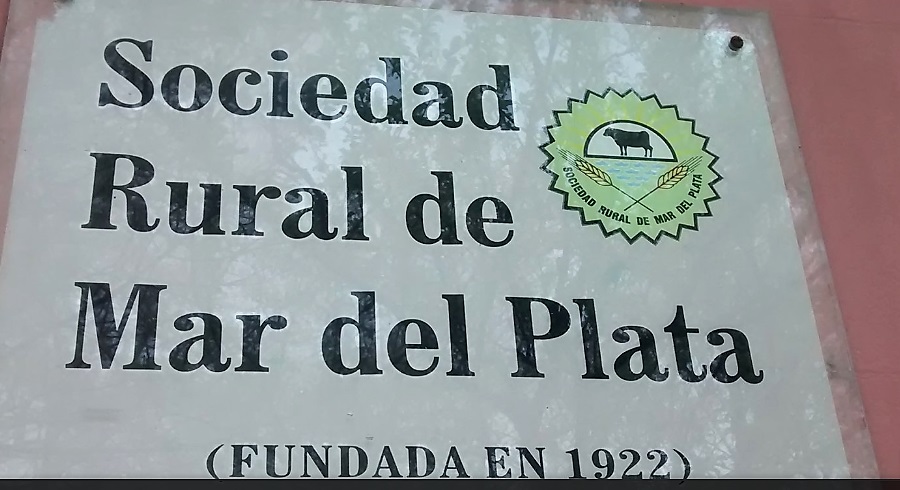 Sociedad
Rural de
Mar del Plata
SOCIEDAD RURAL DE MAR DEL PLATA
(FUNDADA EN 1922)